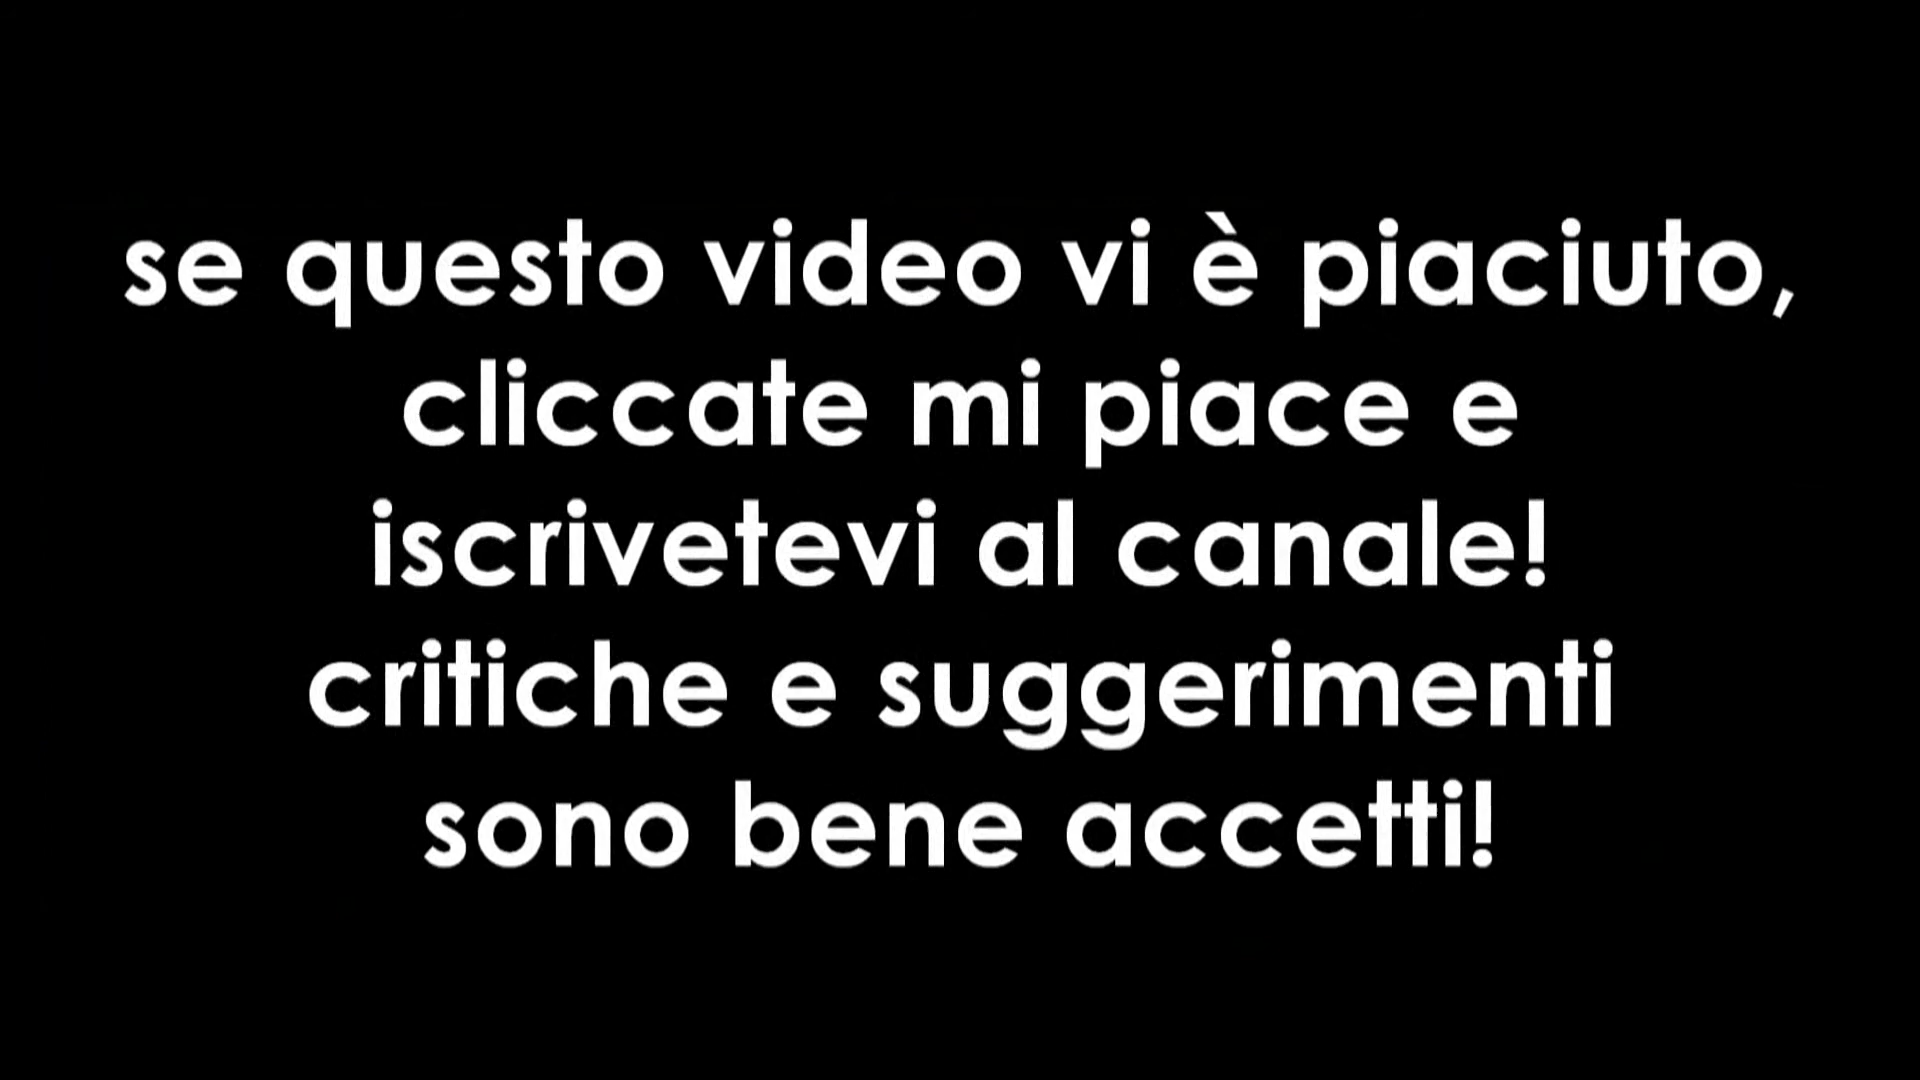 se questo video vi è piaciuto,
cliccate mi piace e
iscrivetevi al canale!
critiche e suggerimenti
sono bene accetti!